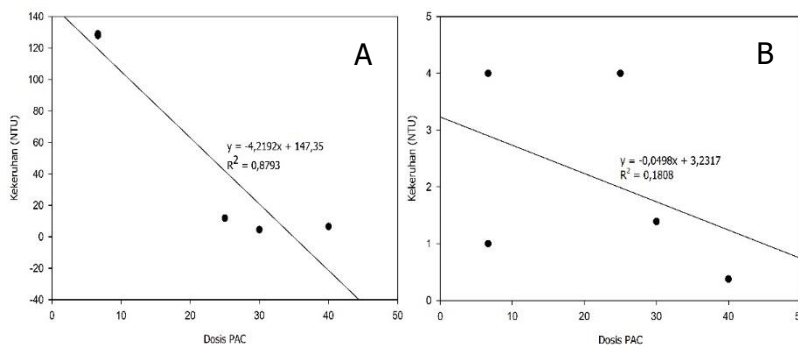 A
140
120
100
80
60
40
20
0
-20
-40
Kekeruhan (NTU)
y = -4,2192x + 147,35
R² = 0,8793
0 10 20 30 40 50
Dosis PAC
B
5
4
3
2
1
0
Kekeruhan (NTU)
y = -0,0498x + 3,2317
R² = 0,1808
0 10 20 30 40 50
Dosis PAC